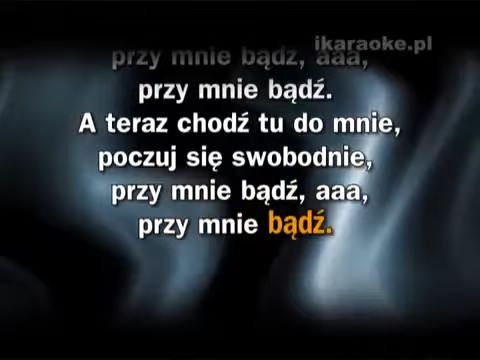 ikaraoke.pl
przy mnie bądź, aaa,
przy mnie bądź.
A teraz chodź tu do mnie,
poczuj się swobodnie,
przy mnie bądź, aaa,
przy mnie bądź.